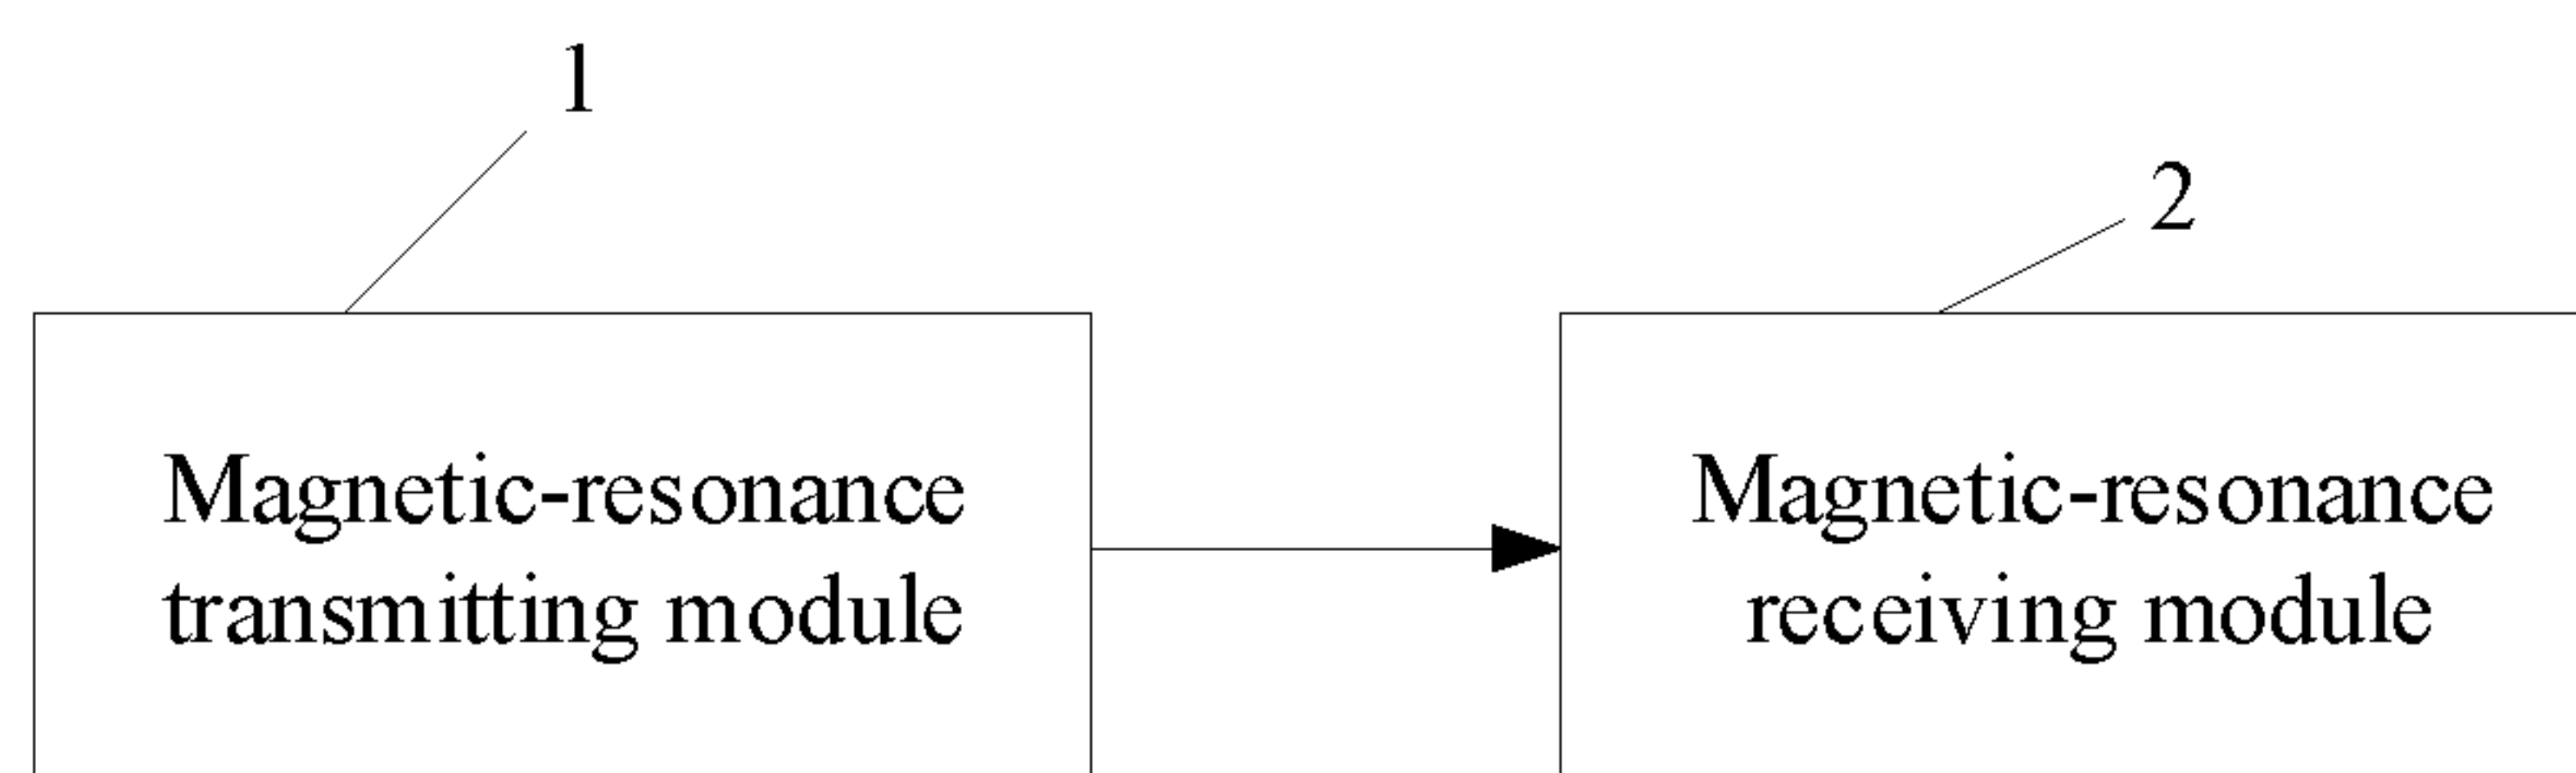 1
2
Magnetic-resonance
transmitting module
Magnetic-resonance
receiving module